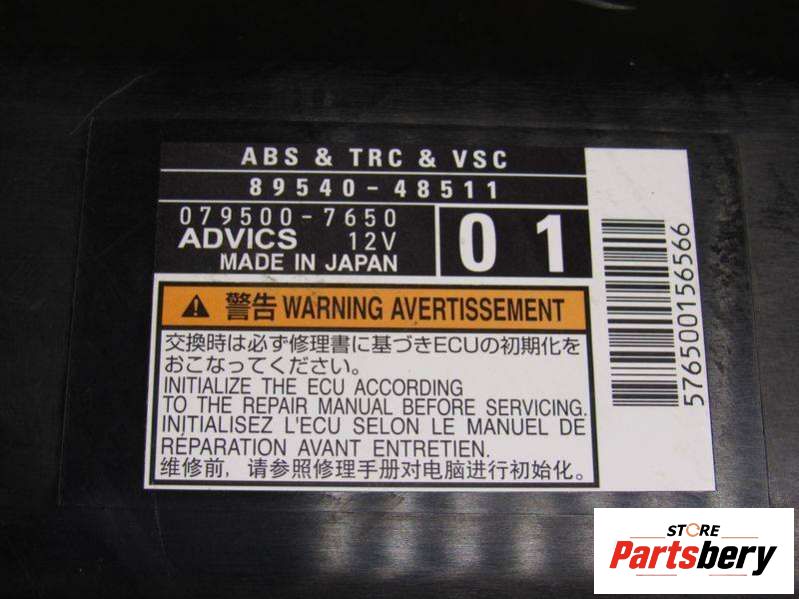 ABS & TRC & VSC
89540-48511
079500-7650
ADVICS 12V
MADE IN JAPAN
01
576500156566
警告 WARNING AVERTISSEMENT
交換時は必ず修理書に基づきECUの初期化を
おこなってください。
INITIALIZE THE ECU ACCORDING
TO THE REPAIR MANUAL BEFORE SERVICING.
INITIALISEZ L'ECU SELON LE MANUEL DE
RÉPARATION AVANT ENTRETIEN.
维修前，请参照修理手册对电脑进行初始化。
STORE
Partsbery